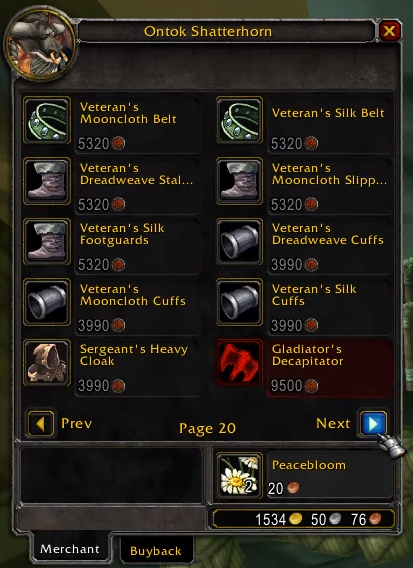 Ontok Shatterhorn
Veteran's
Mooncloth Belt
5320
Veteran's Silk Belt
5320
Veteran's
Dreadweave Stal...
5320
Veteran's
Mooncloth Slipp...
5320
Veteran's Silk
Footguards
5320
Veteran's
Dreadweave Cuffs
3990
Veteran's
Mooncloth Cuffs
3990
Veteran's Silk
Cuffs
3990
Sergeant's Heavy
Cloak
3990
Gladiator's
Decapitator
9500
Prev
Page 20
Next
2
Peacebloom
20
1534 50 76
Merchant
Buyback